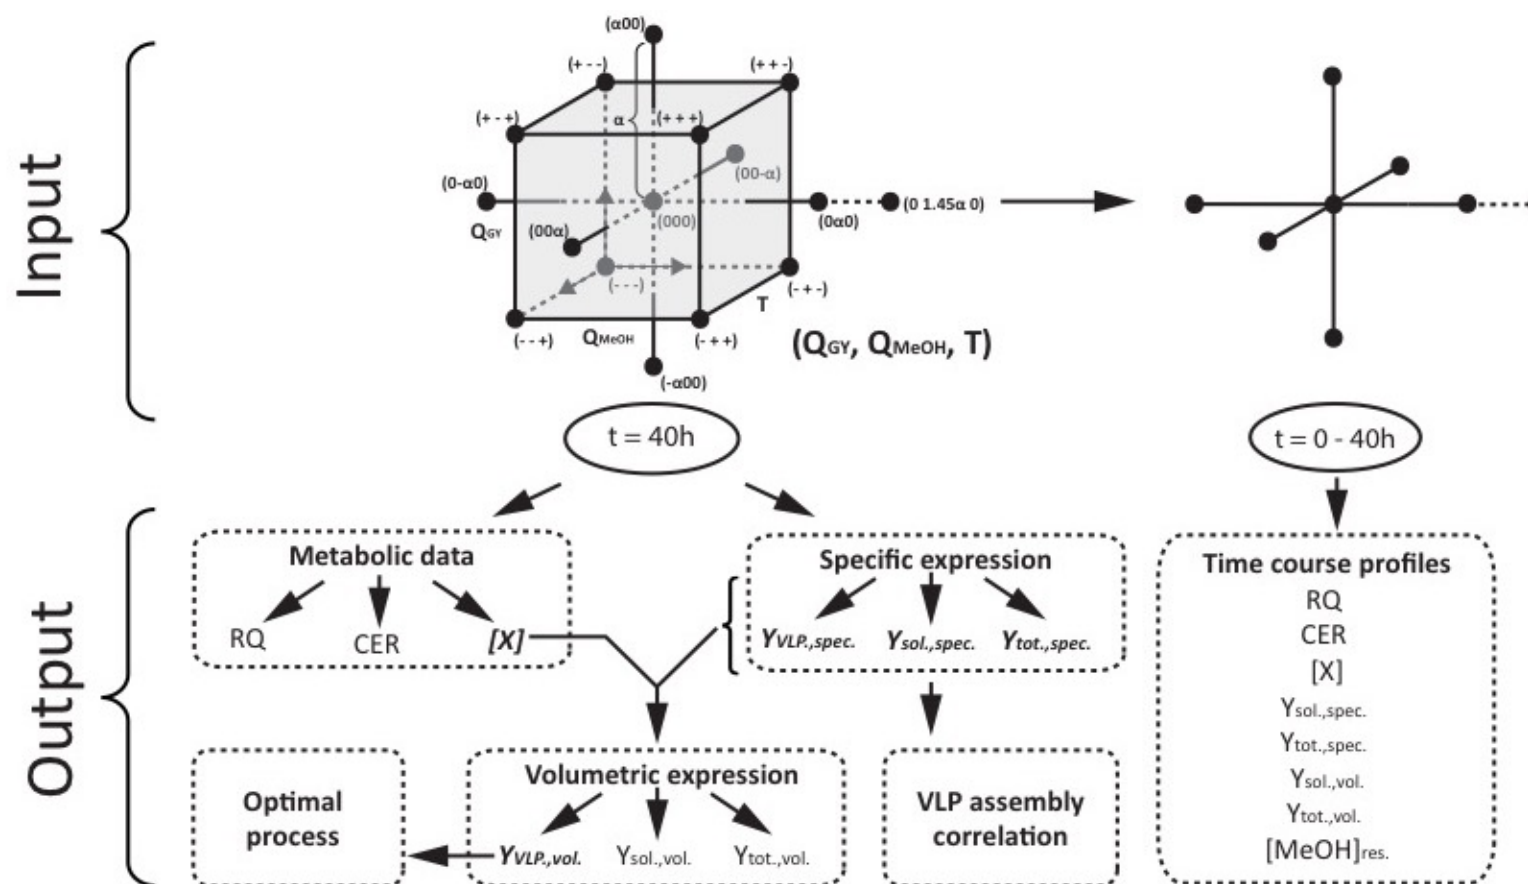 Input
(α00)
(+ - -)
(+ + -)
(+ - +)
α
(+ + +)
(00-α)
(0-α0)
(0α0)
(0 1.45α 0)
QGY
(00α)
(000)
(- - -)
(- + -)
T
(- - +)
QMeOH
(- + +)
(QGY, QMeOH, T)
(-α00)
t = 40h
t = 0 - 40h
Output
Metabolic data
RQ
CER
[X]
Specific expression
YVLP.,spec.
Ysol.,spec.
Ytot.,spec.
Time course profiles
RQ
CER
[X]
Ysol.,spec.
Ytot.,spec.
Ysol.,vol.
Ytot.,vol.
[MeOH]res.
Optimal
process
Volumetric expression
YVLP.,vol.
Ysol.,vol.
Ytot.,vol.
VLP assembly
correlation